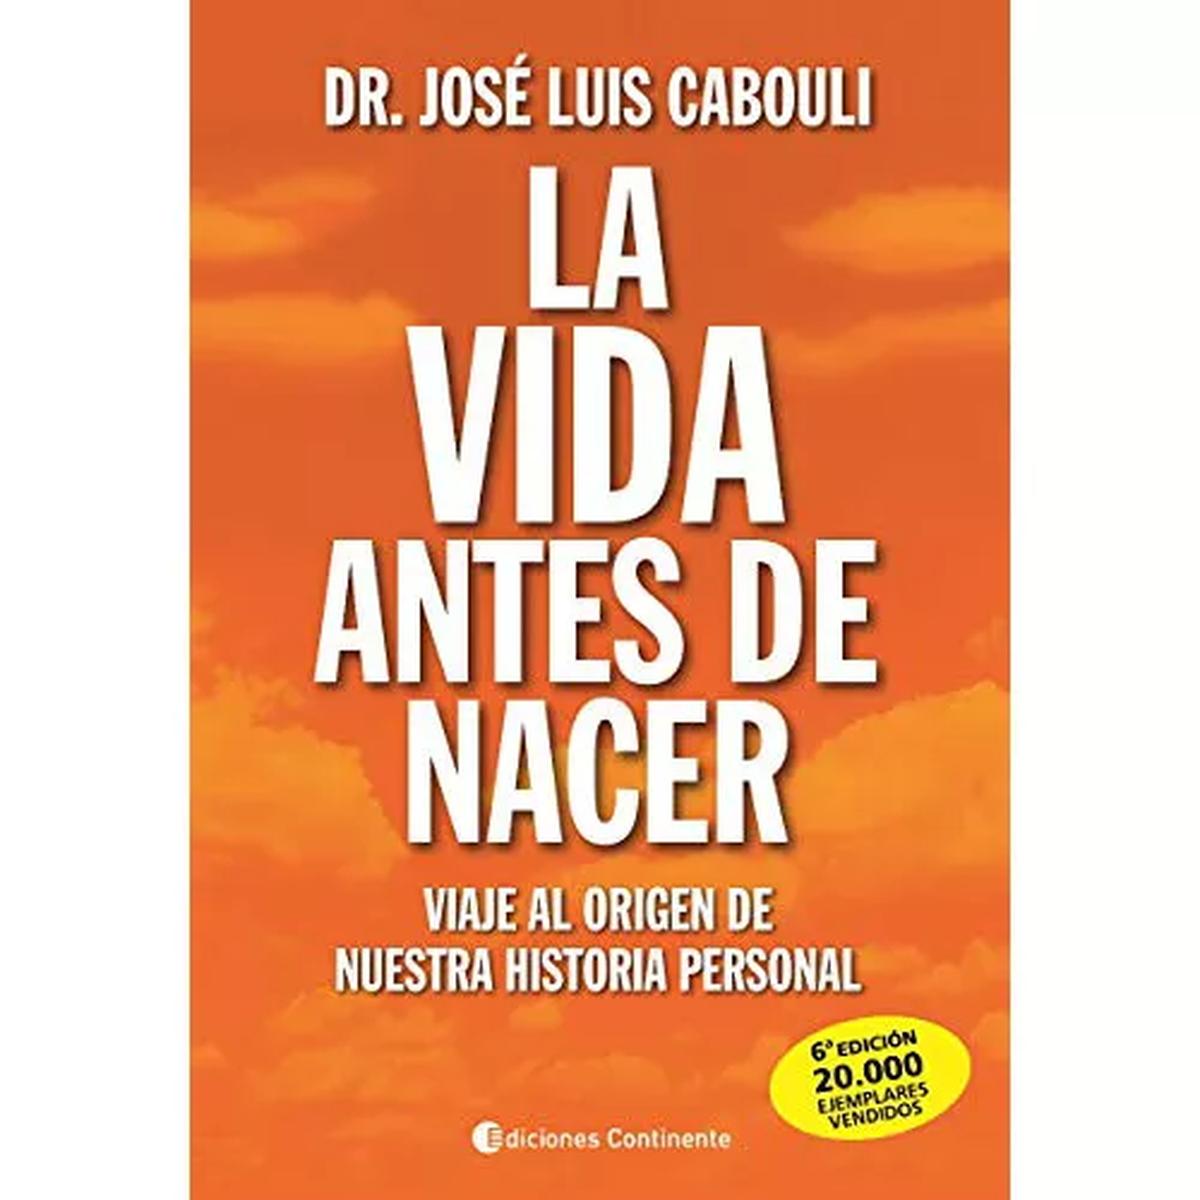 DR. JOSÉ LUIS CABOULI
LA
VIDA
ANTES DE
NACER
VIAJE AL ORIGEN DE
NUESTRA HISTORIA PERSONAL
6ª EDICIÓN
20.000
EJEMPLARES
VENDIDOS
Ediciones Continente